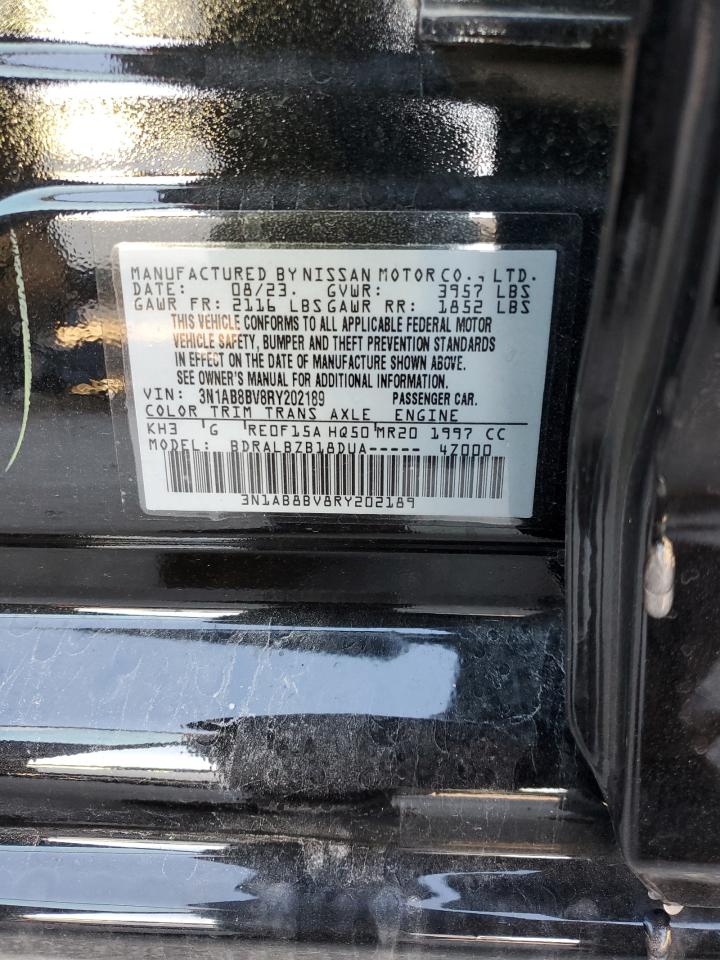 MANUFACTURED BY NISSAN MOTOR CO., LTD.
DATE: 08/23. GVWR: 3957 LBS
GAWR FR: 2116 LBS GAWR RR: 1852 LBS
THIS VEHICLE CONFORMS TO ALL APPLICABLE FEDERAL MOTOR
VEHICLE SAFETY, BUMPER AND THEFT PREVENTION STANDARDS
IN EFFECT ON THE DATE OF MANUFACTURE SHOWN ABOVE.
SEE OWNER'S MANUAL FOR ADDITIONAL INFORMATION.
VIN: 3N1AB8BV8RY202189 PASSENGER CAR.
COLOR TRIM TRANS AXLE ENGINE
KH3 G RE0F15A HQ50 MR20 1997 CC
MODEL: BDRALBZB18DUA----- 4Z000
3N1AB8BV8RY202189